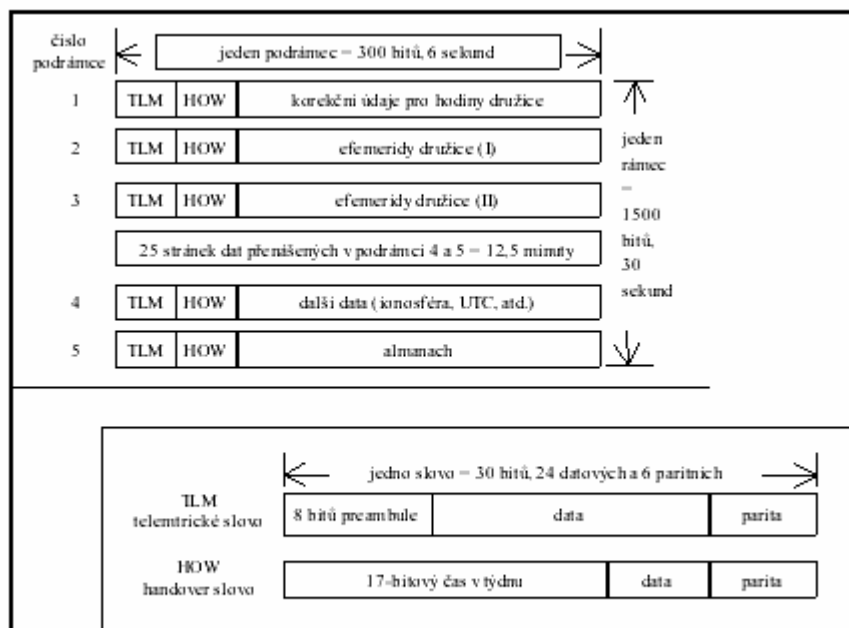 číslo
podrámce
jeden podrámec = 300 bitů, 6 sekund
1 TLM HOW korekční údaje pro hodiny družice
2 TLM HOW efemeridy družice (I)
3 TLM HOW efemeridy družice (II)
25 stránek dat přenášených v podrámci 4 a 5 = 12,5 minuty
4 TLM HOW další data (ionosféra, UTC, atd.)
5 TLM HOW almanach
jeden
rámec
=
1500
bitů,
30
sekund
jedno slovo = 30 bitů, 24 datových a 6 paritních
TLM
telemtrické slovo
8 bitů preambule data parita
HOW
handover slovo
17-bitový čas v týdnu data parita